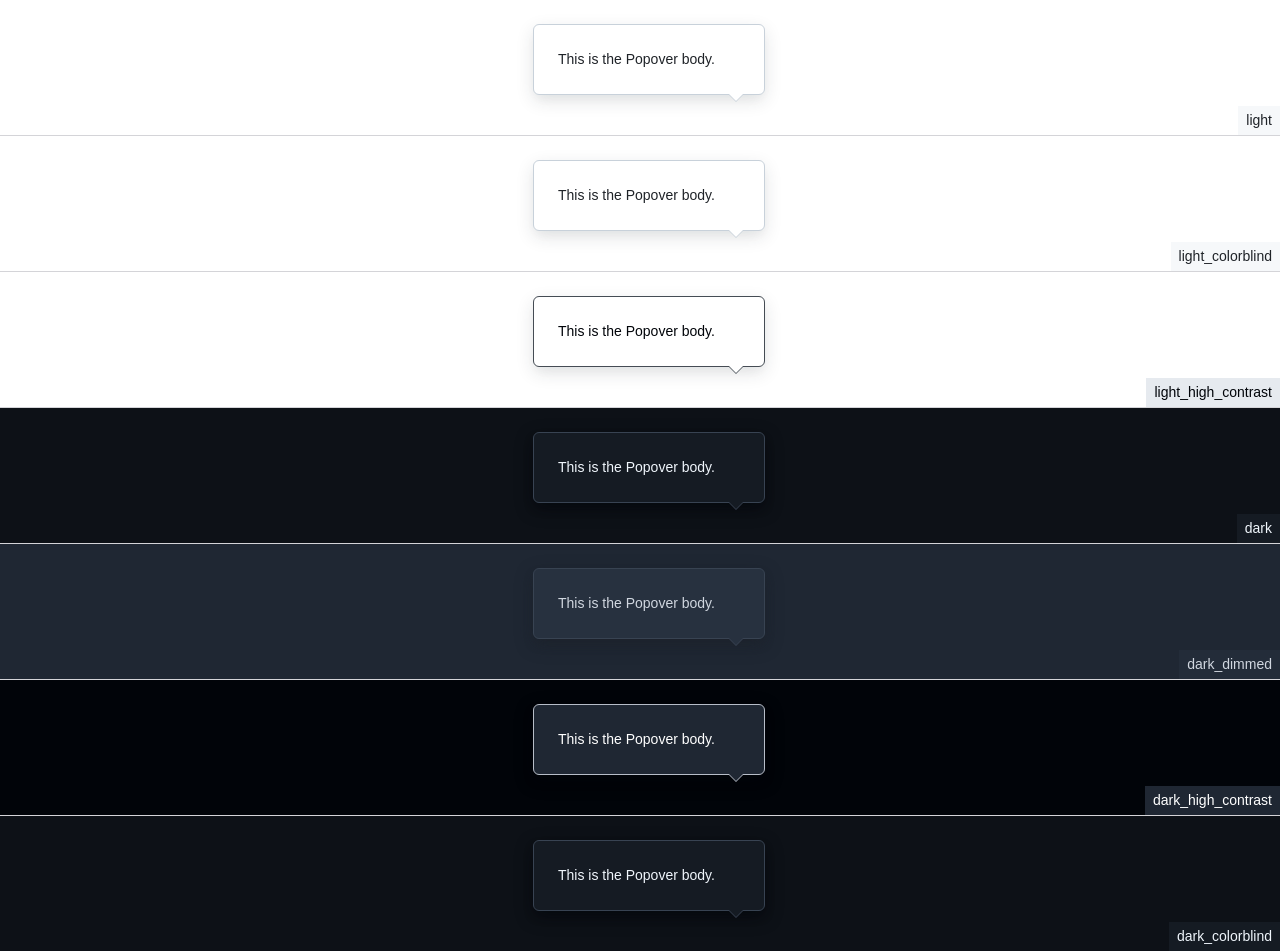 This is the Popover body.
light
This is the Popover body.
light_colorblind
This is the Popover body.
light_high_contrast
This is the Popover body.
dark
This is the Popover body.
dark_dimmed
This is the Popover body.
dark_high_contrast
This is the Popover body.
dark_colorblind